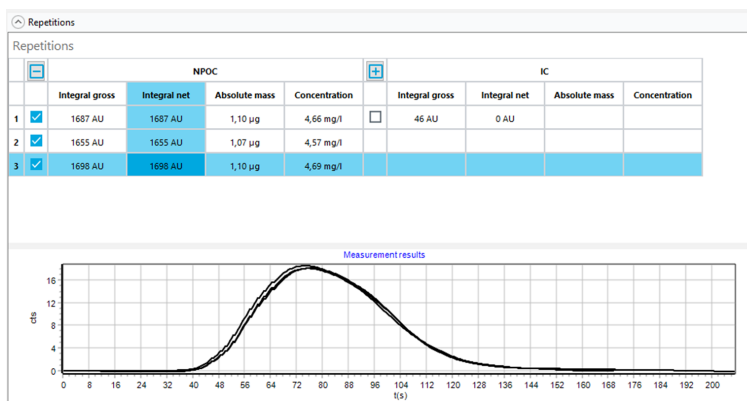 Repetitions
Repetitions
NPOC IC
Integral gross Integral net Absolute mass Concentration Integral gross Integral net Absolute mass Concentration
1 1687 AU 1687 AU 1,10 µg 4,66 mg/l 46 AU 0 AU
2 1655 AU 1655 AU 1,07 µg 4,57 mg/l
3 1698 AU 1698 AU 1,10 µg 4,69 mg/l
Measurement results
16
12
8
4
0
cts
0 8 16 24 32 40 48 56 64 72 80 88 96 104 112 120 128 136 144 152 160 168 176 184 192 200
t(s)